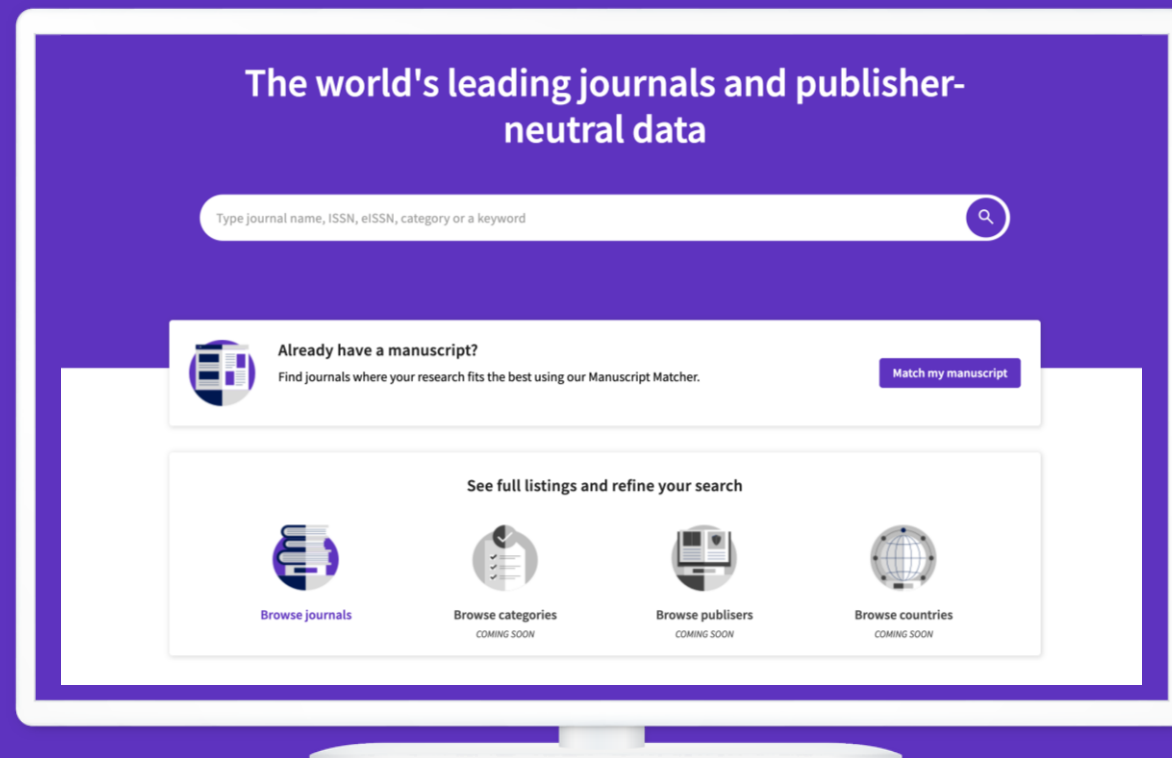 The world's leading journals and publisher-
neutral data
Type journal name, ISSN, eISSN, category or a keyword
Already have a manuscript?
Find journals where your research fits the best using our Manuscript Matcher.
Match my manuscript
See full listings and refine your search
Browse journals
Browse categories
COMING SOON
Browse publisers
COMING SOON
Browse countries
COMING SOON